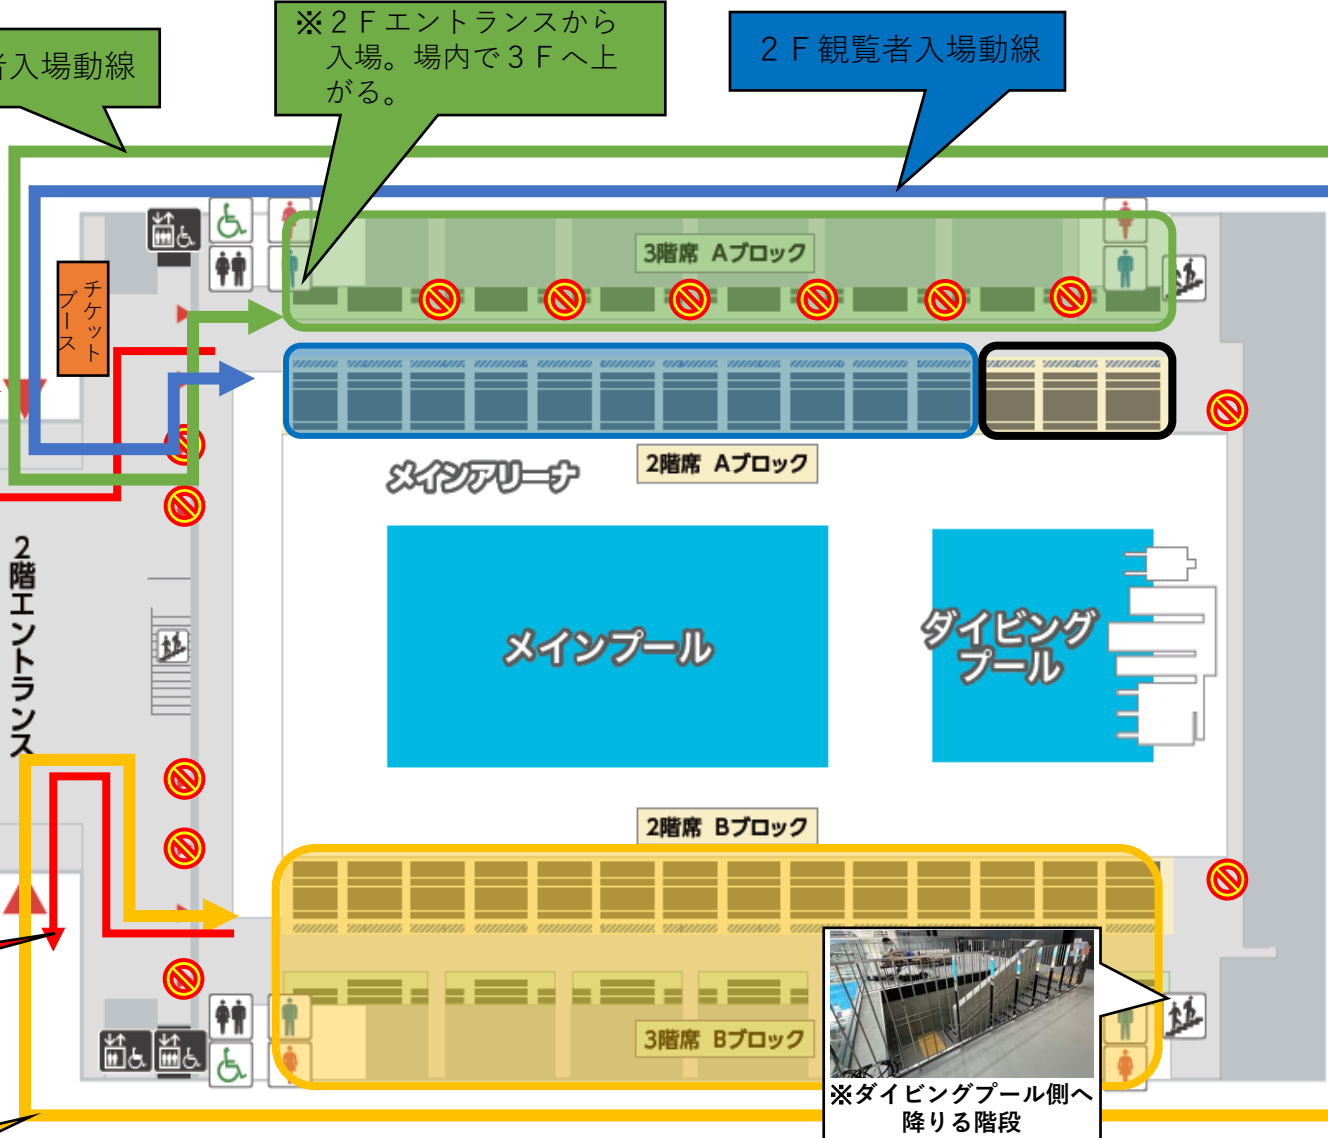 者入場動線
※２Ｆエントランスから
入場。場内で３Ｆへ上
がる。
２Ｆ観覧者入場動線
チケット
ブース
3階席 Aブロック
2階席 Aブロック
メインアリーナ
2階エントランス
メインプール
ダイビング
プール
2階席 Bブロック
3階席 Bブロック
※ダイビングプール側へ
降りる階段